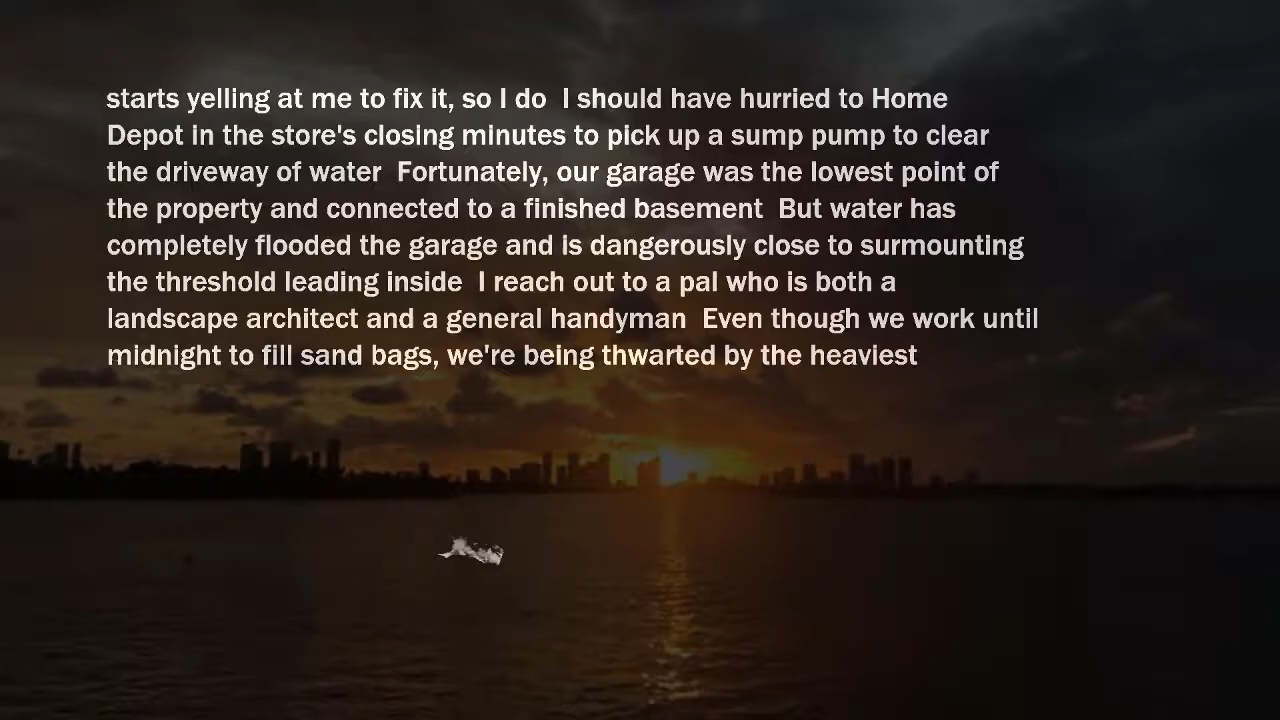 starts yelling at me to fix it, so I do  I should have hurried to Home
Depot in the store's closing minutes to pick up a sump pump to clear
the driveway of water  Fortunately, our garage was the lowest point of
the property and connected to a finished basement  But water has
completely flooded the garage and is dangerously close to surmounting
the threshold leading inside  I reach out to a pal who is both a
landscape architect and a general handyman  Even though we work until
midnight to fill sand bags, we're being thwarted by the heaviest